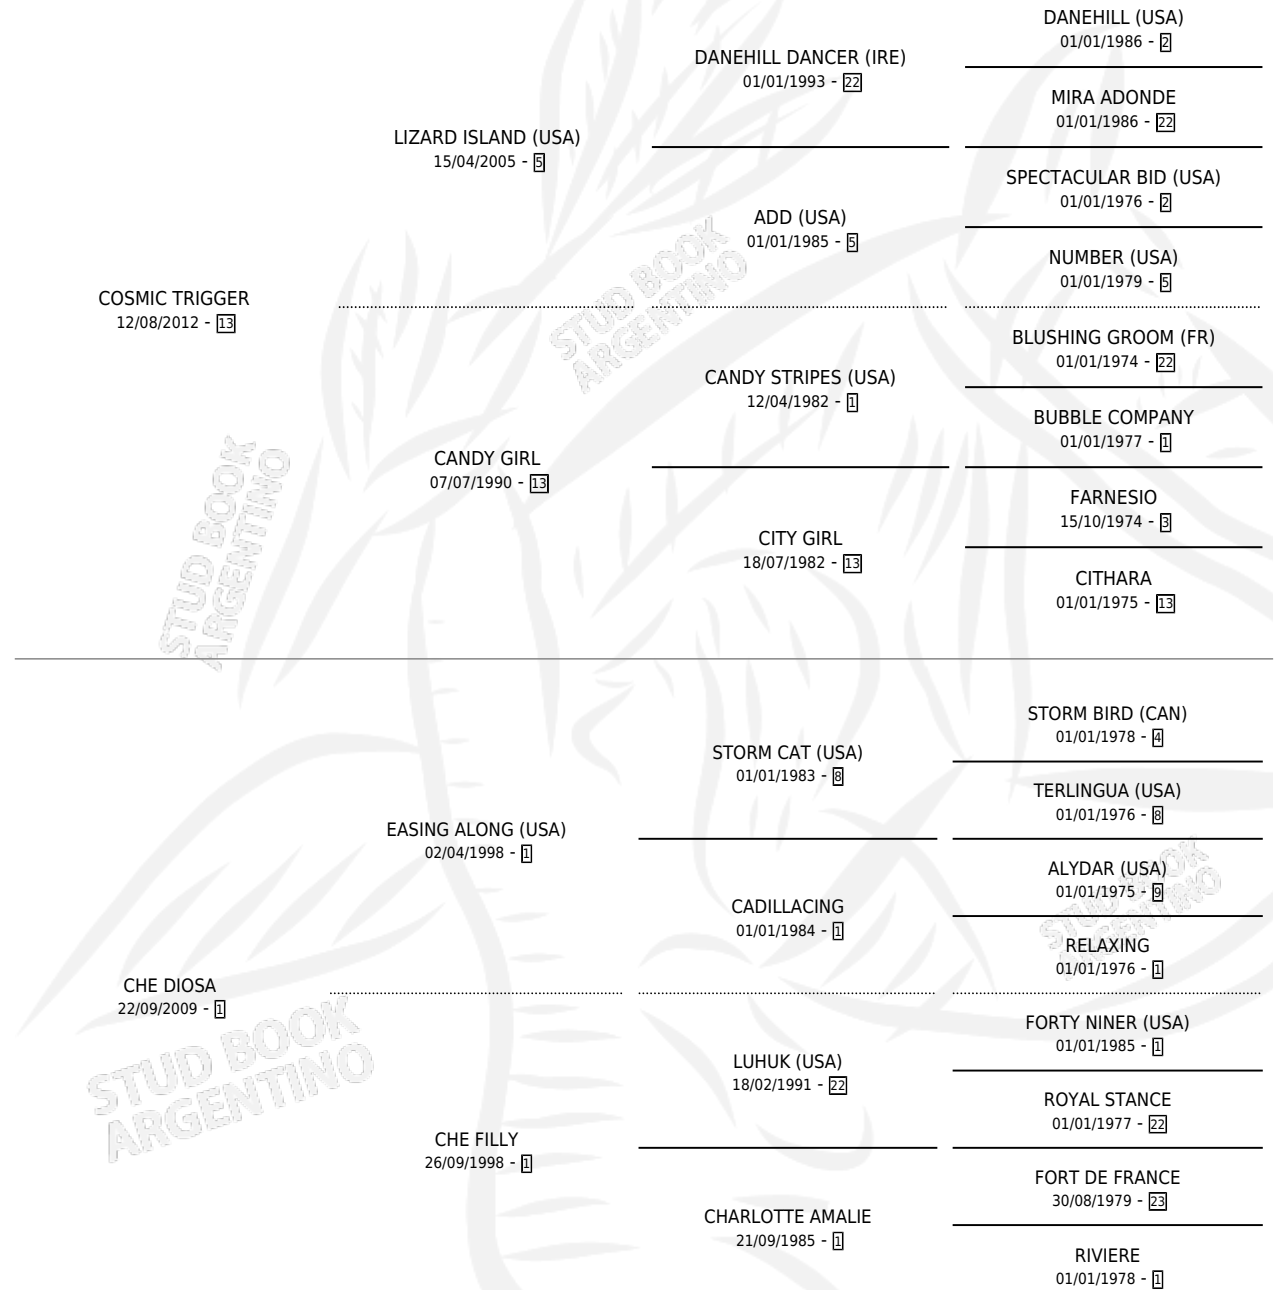 DANEHILL (USA)
01/01/1986 - 2
DANEHILL DANCER (IRE)
01/01/1993 - 22
MIRA ADONDE
01/01/1986 - 22
LIZARD ISLAND (USA)
15/04/2005 - 5
SPECTACULAR BID (USA)
01/01/1976 - 2
ADD (USA)
01/01/1985 - 5
NUMBER (USA)
01/01/1979 - 5
COSMIC TRIGGER
12/08/2012 - 13
BLUSHING GROOM (FR)
01/01/1974 - 22
CANDY STRIPES (USA)
12/04/1982 - 1
BUBBLE COMPANY
01/01/1977 - 1
CANDY GIRL
07/07/1990 - 13
FARNESIO
15/10/1974 - 3
CITY GIRL
18/07/1982 - 13
CITHARA
01/01/1975 - 13
STORM BIRD (CAN)
01/01/1978 - 4
STORM CAT (USA)
01/01/1983 - 8
TERLINGUA (USA)
01/01/1976 - 8
EASING ALONG (USA)
02/04/1998 - 1
ALYDAR (USA)
01/01/1975 - 9
CADILLACING
01/01/1984 - 1
RELAXING
01/01/1976 - 1
CHE DIOSA
22/09/2009 - 1
FORTY NINER (USA)
01/01/1985 - 1
LUHUK (USA)
18/02/1991 - 22
ROYAL STANCE
01/01/1977 - 22
CHE FILLY
26/09/1998 - 1
FORT DE FRANCE
30/08/1979 - 23
CHARLOTTE AMALIE
21/09/1985 - 1
RIVIERE
01/01/1978 - 1
STUD BOOK
ARGENTINO
STUD BOOK
ARGENTINO
STUD BOOK
ARGENTINO
STUD BOOK
ARGENTINO